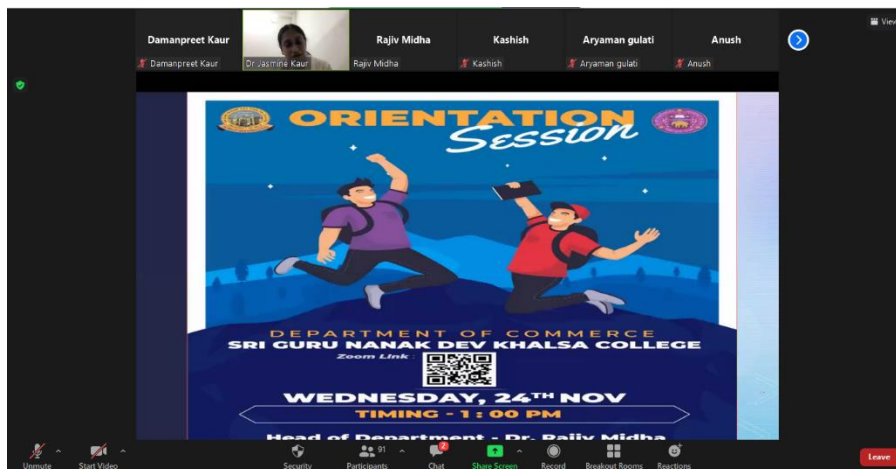 View
Damanpreet Kaur
Rajiv Midha
Kashish
Aryaman gulati
Anush
Damanpreet Kaur
Dr Jasmine Kaur
Rajiv Midha
Kashish
Aryaman gulati
Anush
ORIENTATION
Session
DEPARTMENT OF COMMERCE
SRI GURU NANAK DEV KHALSA COLLEGE
Zoom Link :
WEDNESDAY, 24TH NOV
TIMING - 1 : 00 PM
Head of Department - Dr. Rajiv Midha
Unmute
Start Video
Security
91
Participants
2
Chat
Share Screen
Record
Breakout Rooms
Reactions
Leave